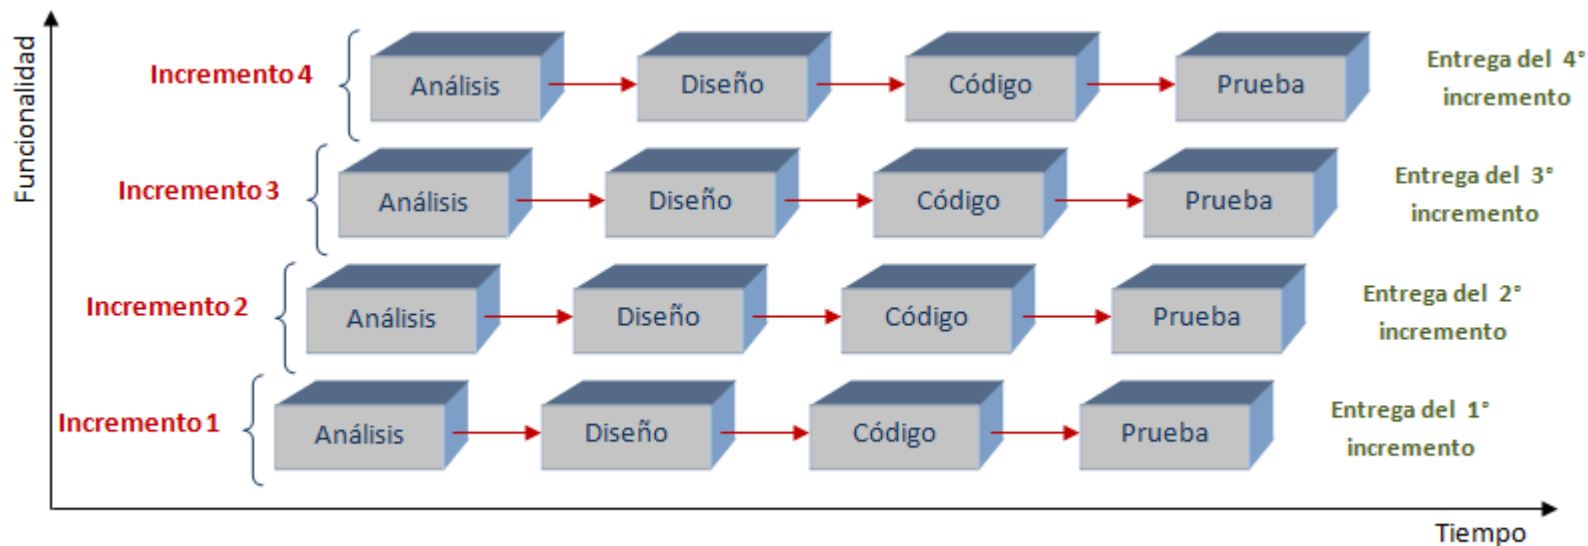 Funcionalidad
Incremento 4
Análisis
Diseño
Código
Prueba
Entrega del 4°
incremento
Incremento 3
Análisis
Diseño
Código
Prueba
Entrega del 3°
incremento
Incremento 2
Análisis
Diseño
Código
Prueba
Entrega del 2°
incremento
Incremento 1
Análisis
Diseño
Código
Prueba
Entrega del 1°
incremento
Tiempo